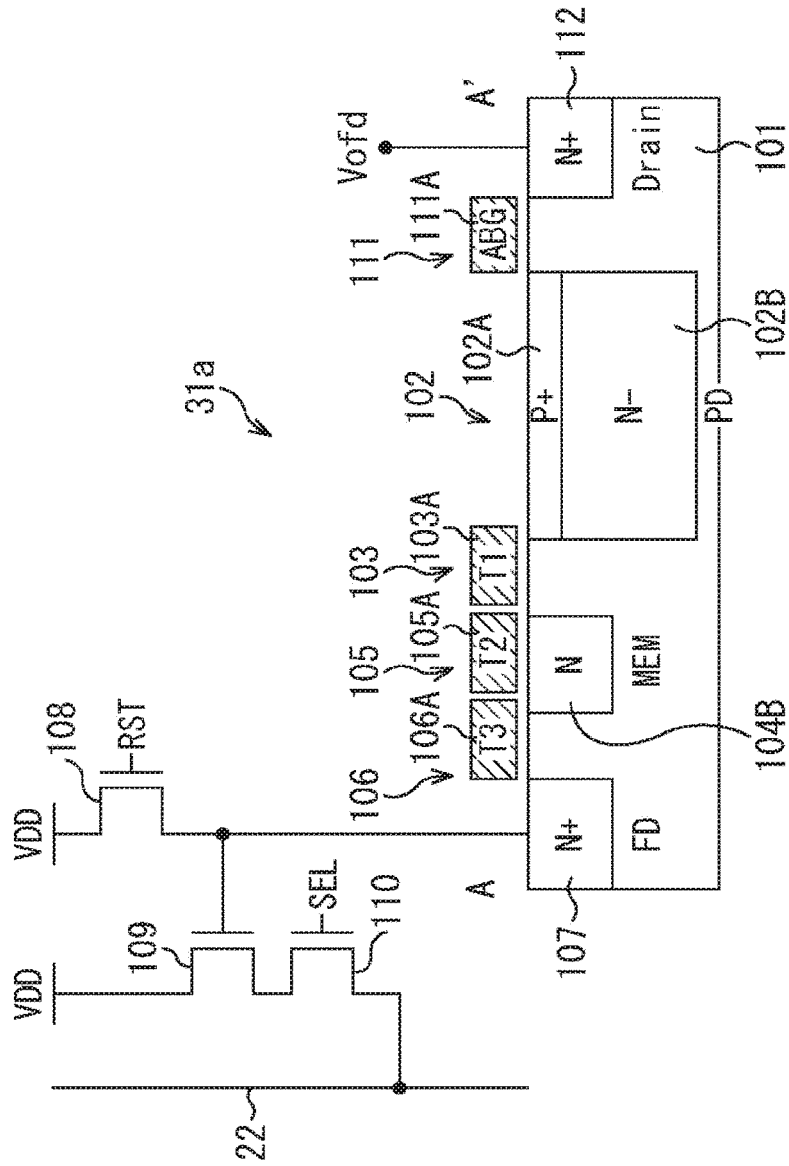 31a
VDD
VDD
108
RST
109
SEL
110
22
106
106A
105
105A
103
103A
102
102A
111
111A
Vofd
A
A'
T3
T2
T1
ABG
112
N+
N
P+
N-
N+
107
FD
MEM
104B
PD
102B
Drain
101